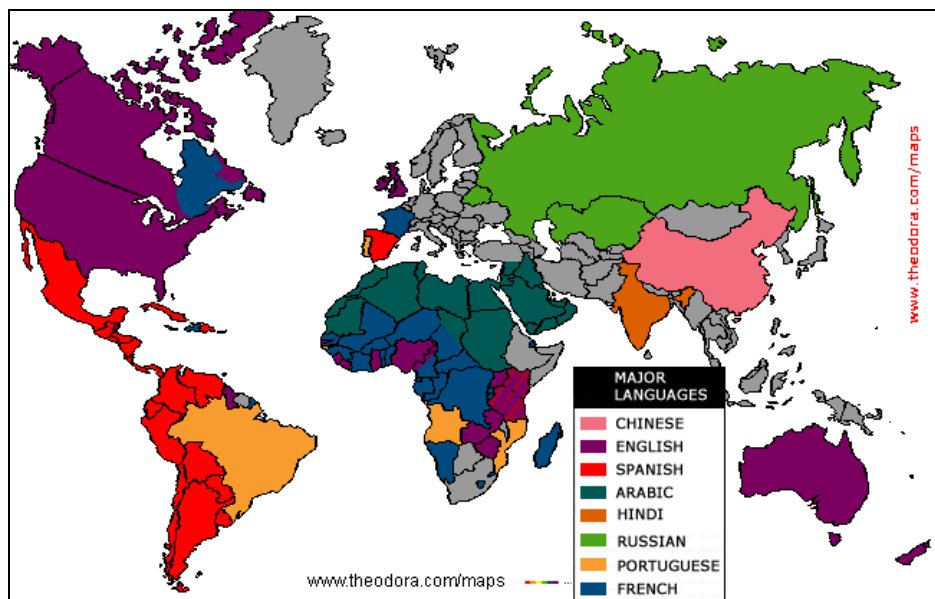 www.theodora.com/maps
MAJOR
LANGUAGES
CHINESE
ENGLISH
SPANISH
ARABIC
HINDI
RUSSIAN
PORTUGUESE
FRENCH
www.theodora.com/maps